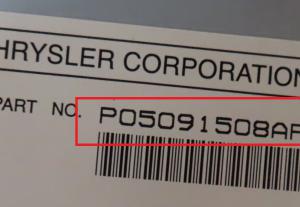 HRYSLER CORPORATION
PART NO. P05091508AF